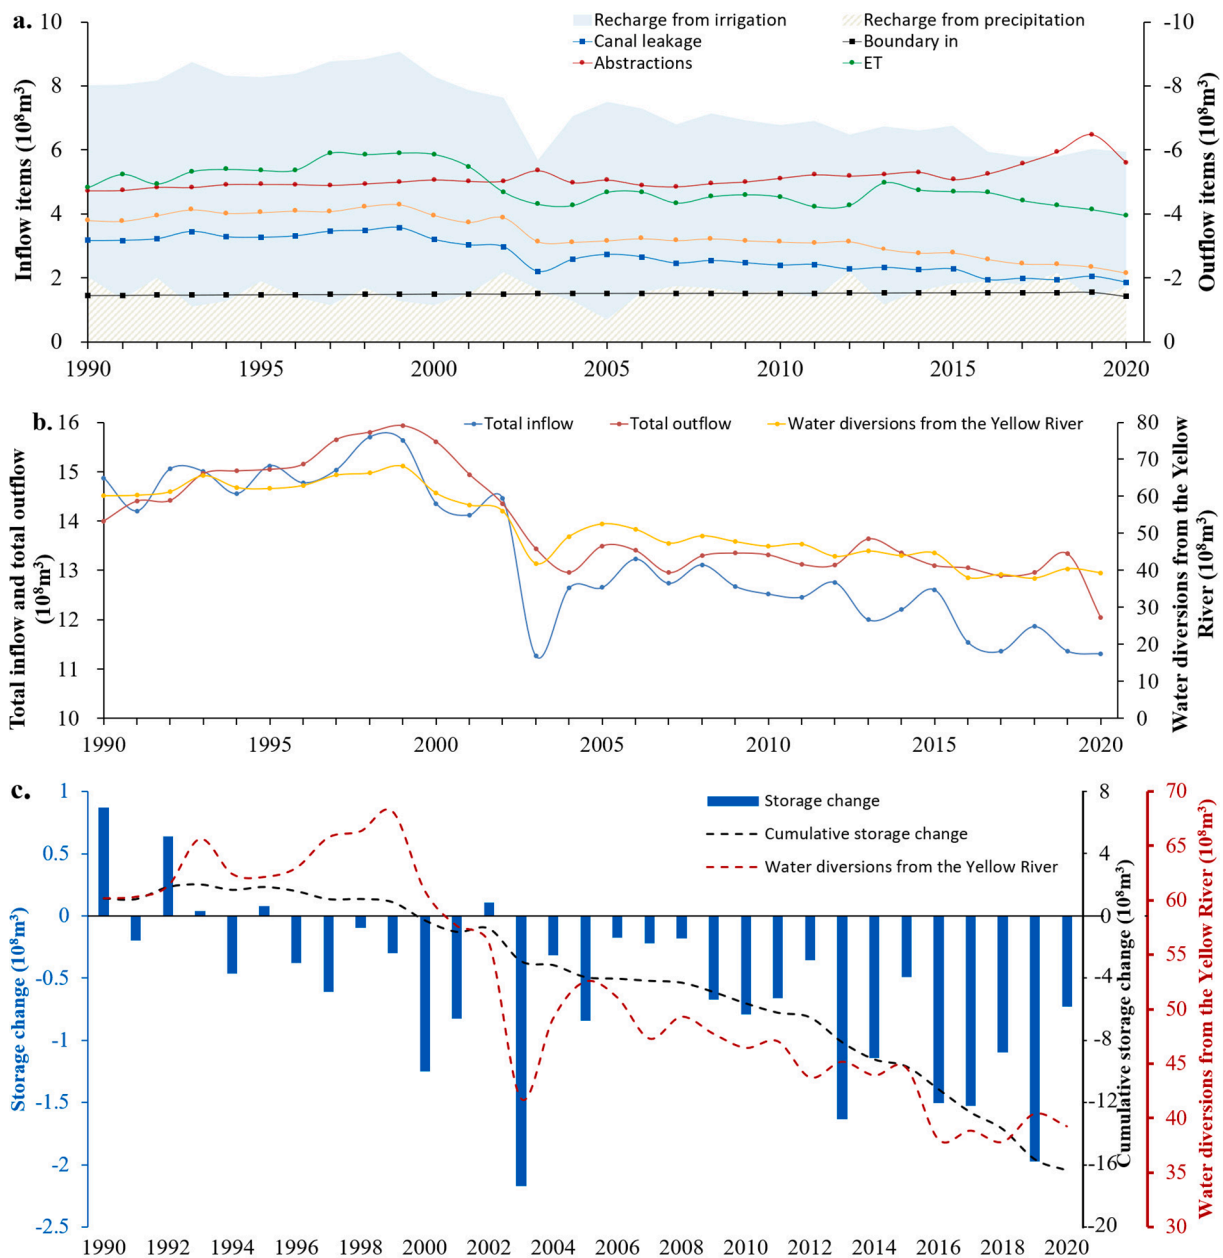 a.
Recharge from irrigation
Recharge from precipitation
Canal leakage
Boundary in
Abstractions
ET
Inflow items (10⁸m³)
10
8
6
4
2
0
-10
-8
-6
-4
-2
0
Outflow items (10⁸m³)
1990 1995 2000 2005 2010 2015 2020
b.
Total inflow
Total outflow
Water diversions from the Yellow River
Total inflow and total outflow
(10⁸m³)
16
15
14
13
12
11
10
80
70
60
50
40
30
20
10
0
Water diversions from the Yellow
River (10⁸m³)
1990 1995 2000 2005 2010 2015 2020
c.
Storage change
Cumulative storage change
Water diversions from the Yellow River
Storage change (10⁸m³)
1
0.5
0
-0.5
-1
-1.5
-2
-2.5
8
4
0
-4
-8
-12
-16
-20
Cumulative storage change (10⁸m³)
70
65
60
55
50
45
40
35
30
Water diversions from the Yellow River (10⁸m³)
1990 1992 1994 1996 1998 2000 2002 2004 2006 2008 2010 2012 2014 2016 2018 2020